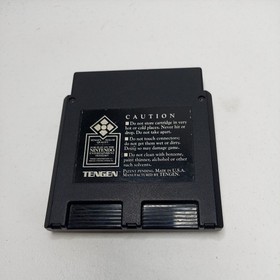 CAUTION
■ Do not store cartridge in very
hot or cold places. Never hit or
drop. Do not take apart.
■ Do not touch connectors;
do not get them wet or dirty.
Doing so may damage game.
■ Do not clean with benzene,
paint thinner, alcohol or other
such solvents.
NINTENDO
TENGEN
PATENT PENDING. MADE IN U.S.A.
MANUFACTURED BY TENGEN.